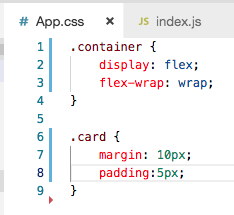 # App.css × JS index.js
1 .container {
2 display: flex;
3 flex-wrap: wrap;
4 }
5
6 .card {
7 margin: 10px;
8 padding:5px;
9 }